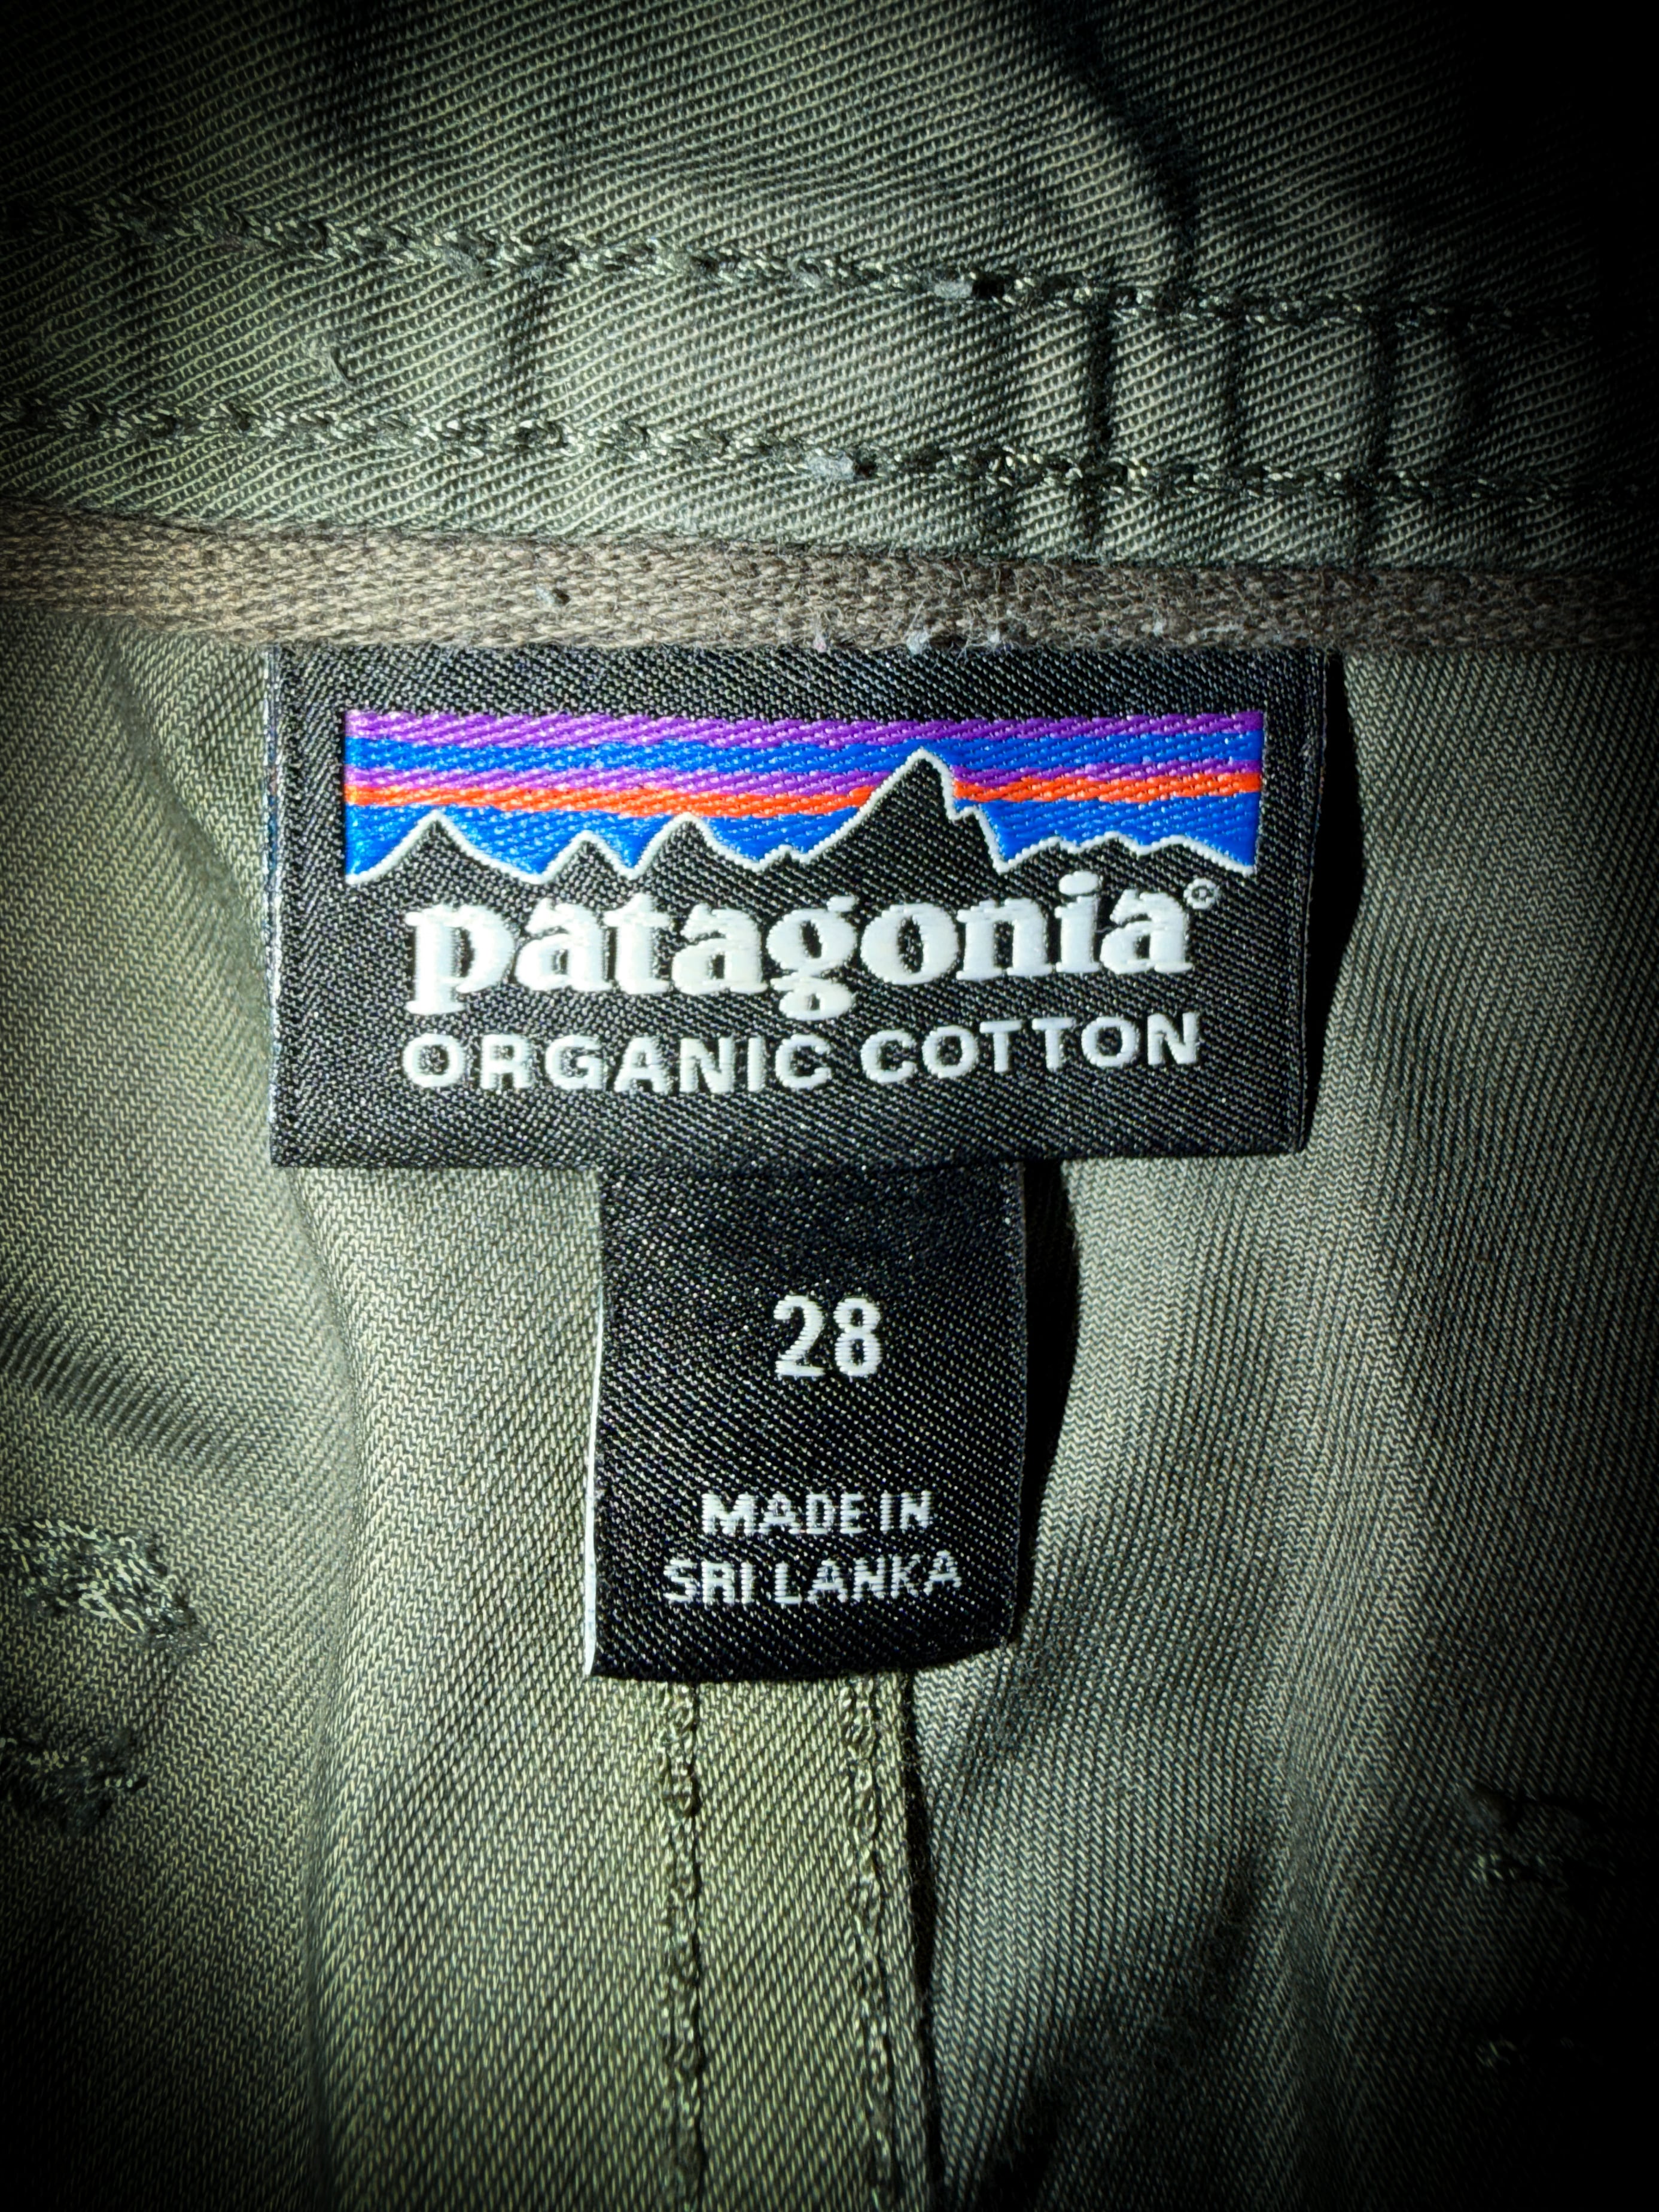 patagonia®
ORGANIC COTTON
28
MADE IN
SRI LANKA